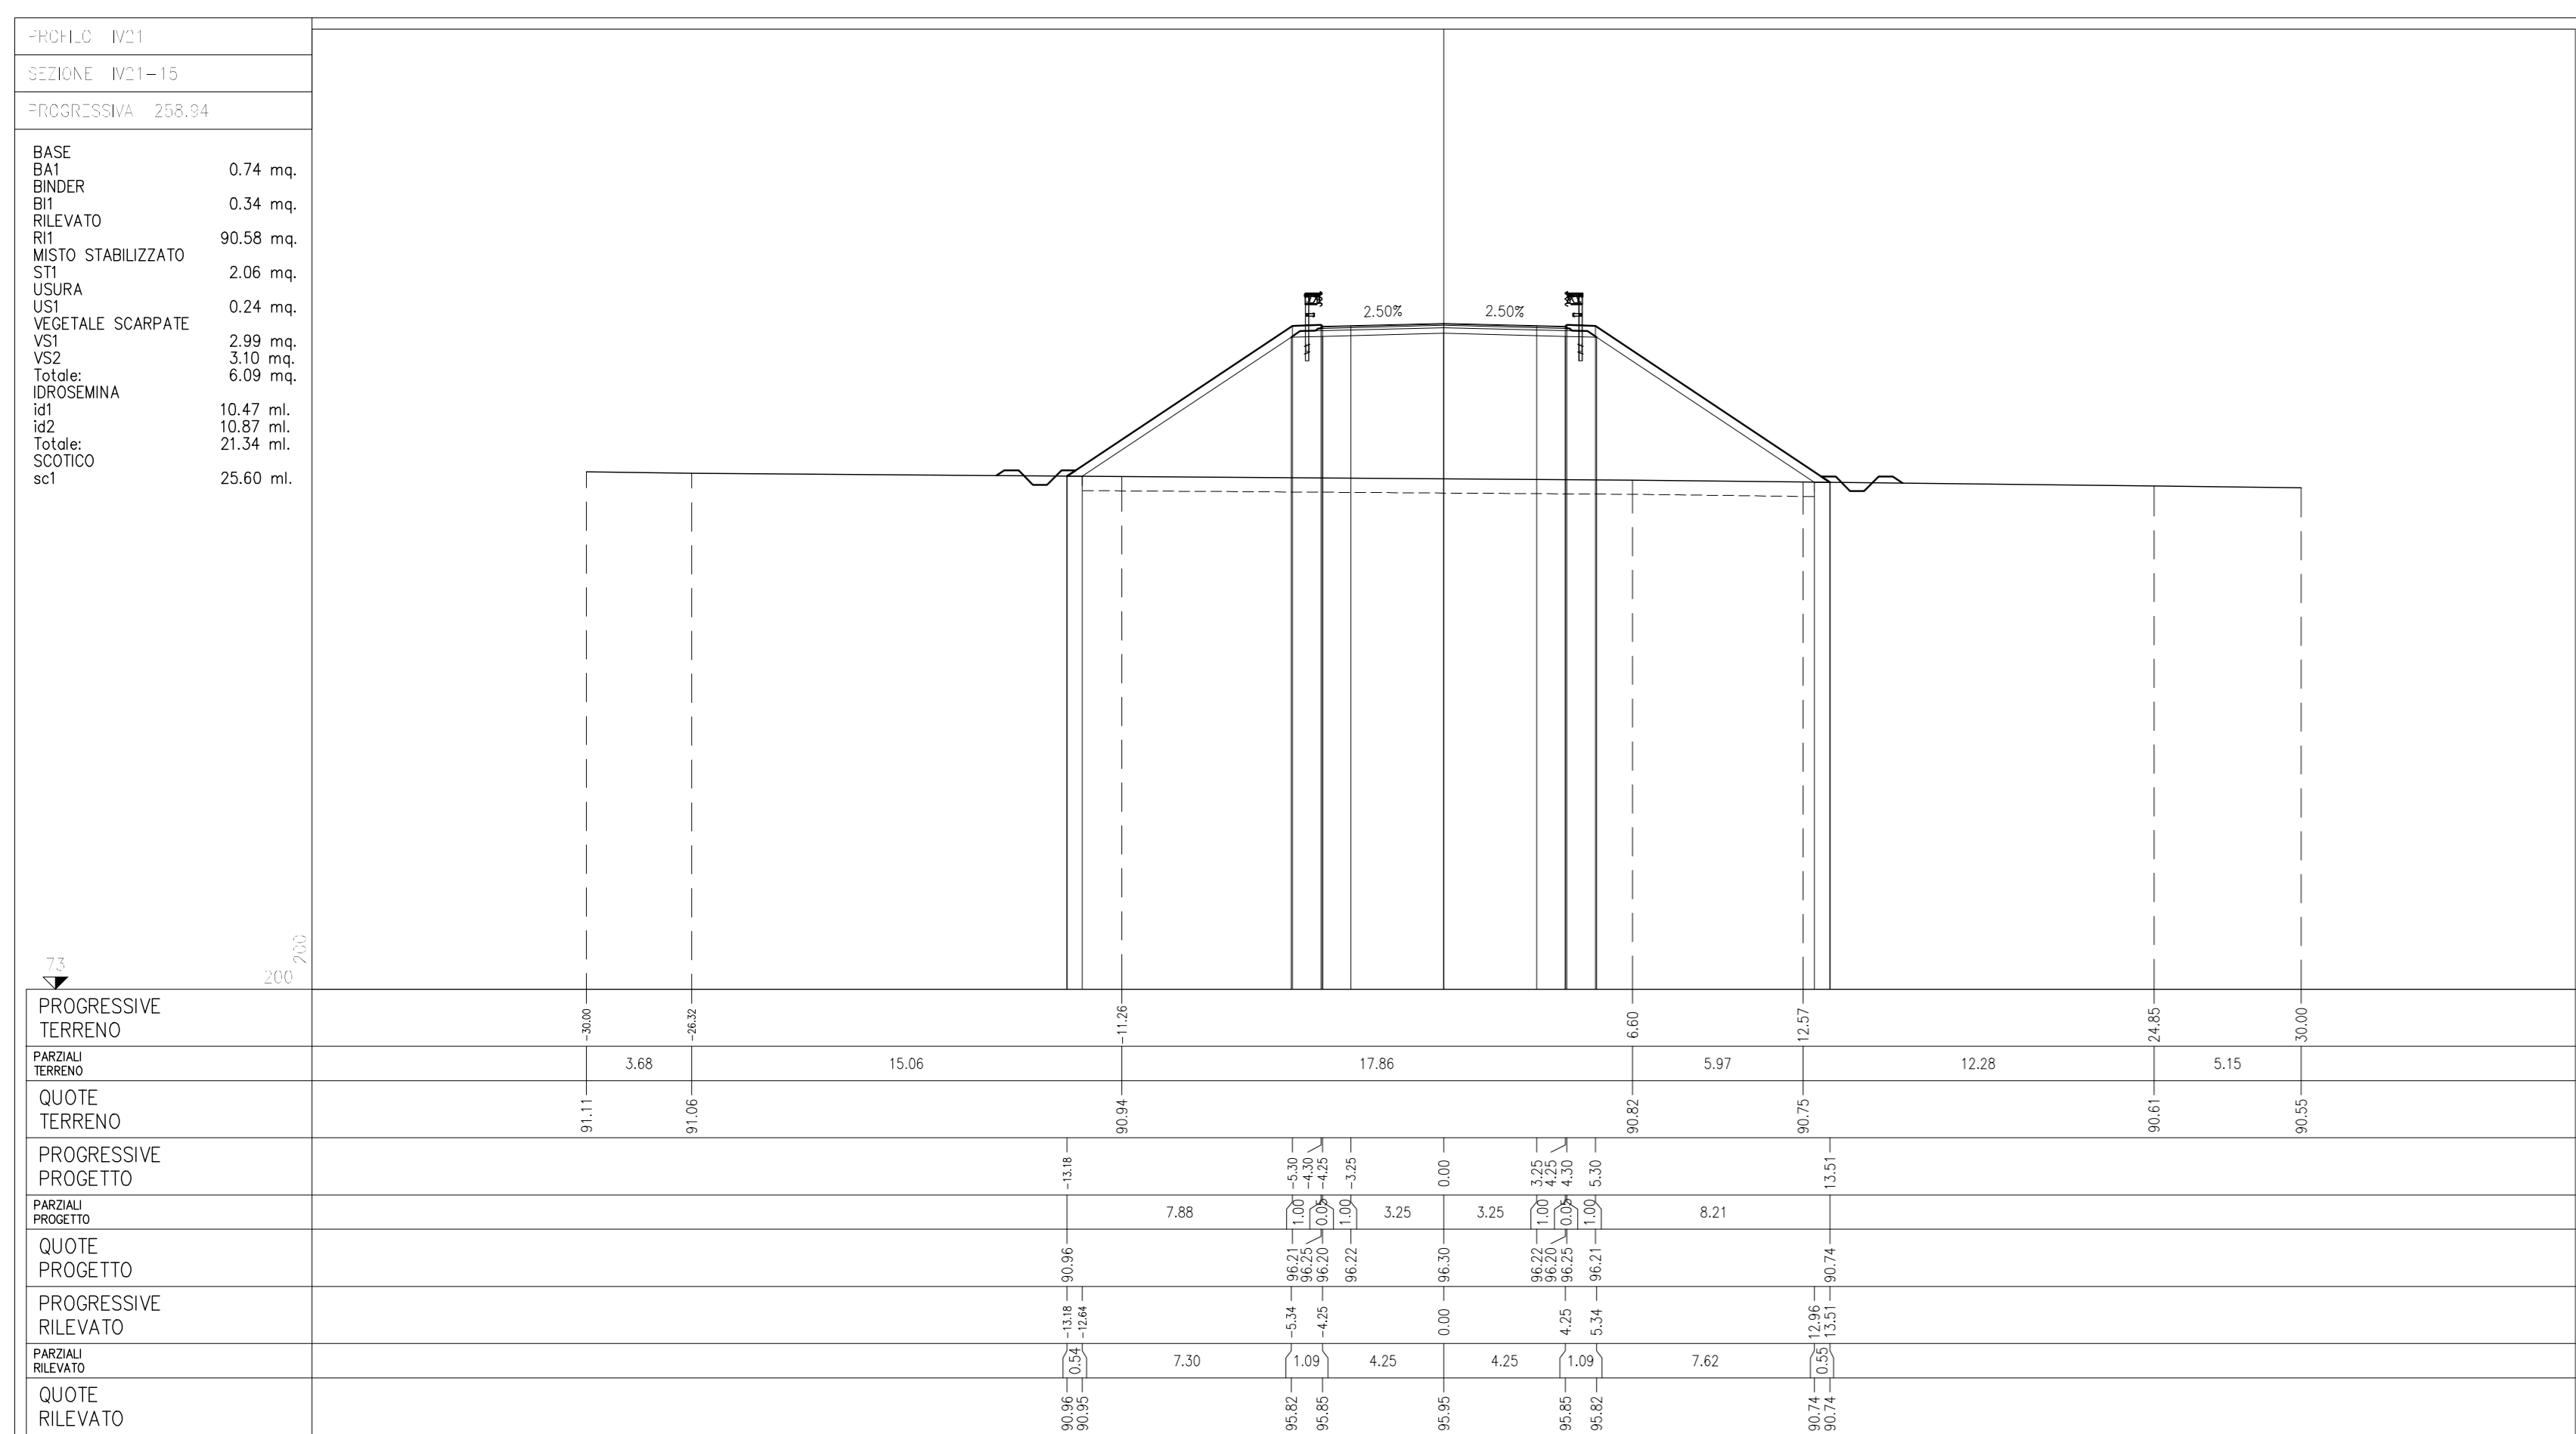 PROFILO IV21
SEZIONE IV21-15
PROGRESSIVA 258.94
BASE
BA1 0.74 mq.
BINDER
BI1 0.34 mq.
RILEVATO
RI1 90.58 mq.
MISTO STABILIZZATO
ST1 2.06 mq.
USURA
US1 0.24 mq.
VEGETALE SCARPATE
VS1 2.99 mq.
VS2 3.10 mq.
Totale: 6.09 mq.
IDROSEMINA
id1 10.47 ml.
id2 10.87 ml.
Totale: 21.34 ml.
SCOTICO
sc1 25.60 ml.
2.50% 2.50%
73
200
200
PROGRESSIVE
TERRENO
-30.00 -26.32 -11.26 6.60 12.57 24.85 30.00
PARZIALI
TERRENO
3.68 15.06 17.86 5.97 12.28 5.15
QUOTE
TERRENO
91.11 91.06 90.94 90.82 90.75 90.61 90.55
PROGRESSIVE
PROGETTO
-13.18 -5.30 -4.30 -4.25 -3.25 0.00 3.25 4.25 4.30 5.30 13.51
PARZIALI
PROGETTO
7.88 1.00 0.05 1.00 3.25 3.25 1.00 0.05 1.00 8.21
QUOTE
PROGETTO
90.96 96.21 96.25 96.20 96.22 96.30 96.22 96.20 96.25 96.21 90.74
PROGRESSIVE
RILEVATO
-13.18 -12.64 -5.34 -4.25 0.00 4.25 5.34 12.96 13.51
PARZIALI
RILEVATO
0.54 7.30 1.09 4.25 4.25 1.09 7.62 0.55
QUOTE
RILEVATO
90.96 90.95 95.82 95.85 95.95 95.85 95.82 90.74 90.74